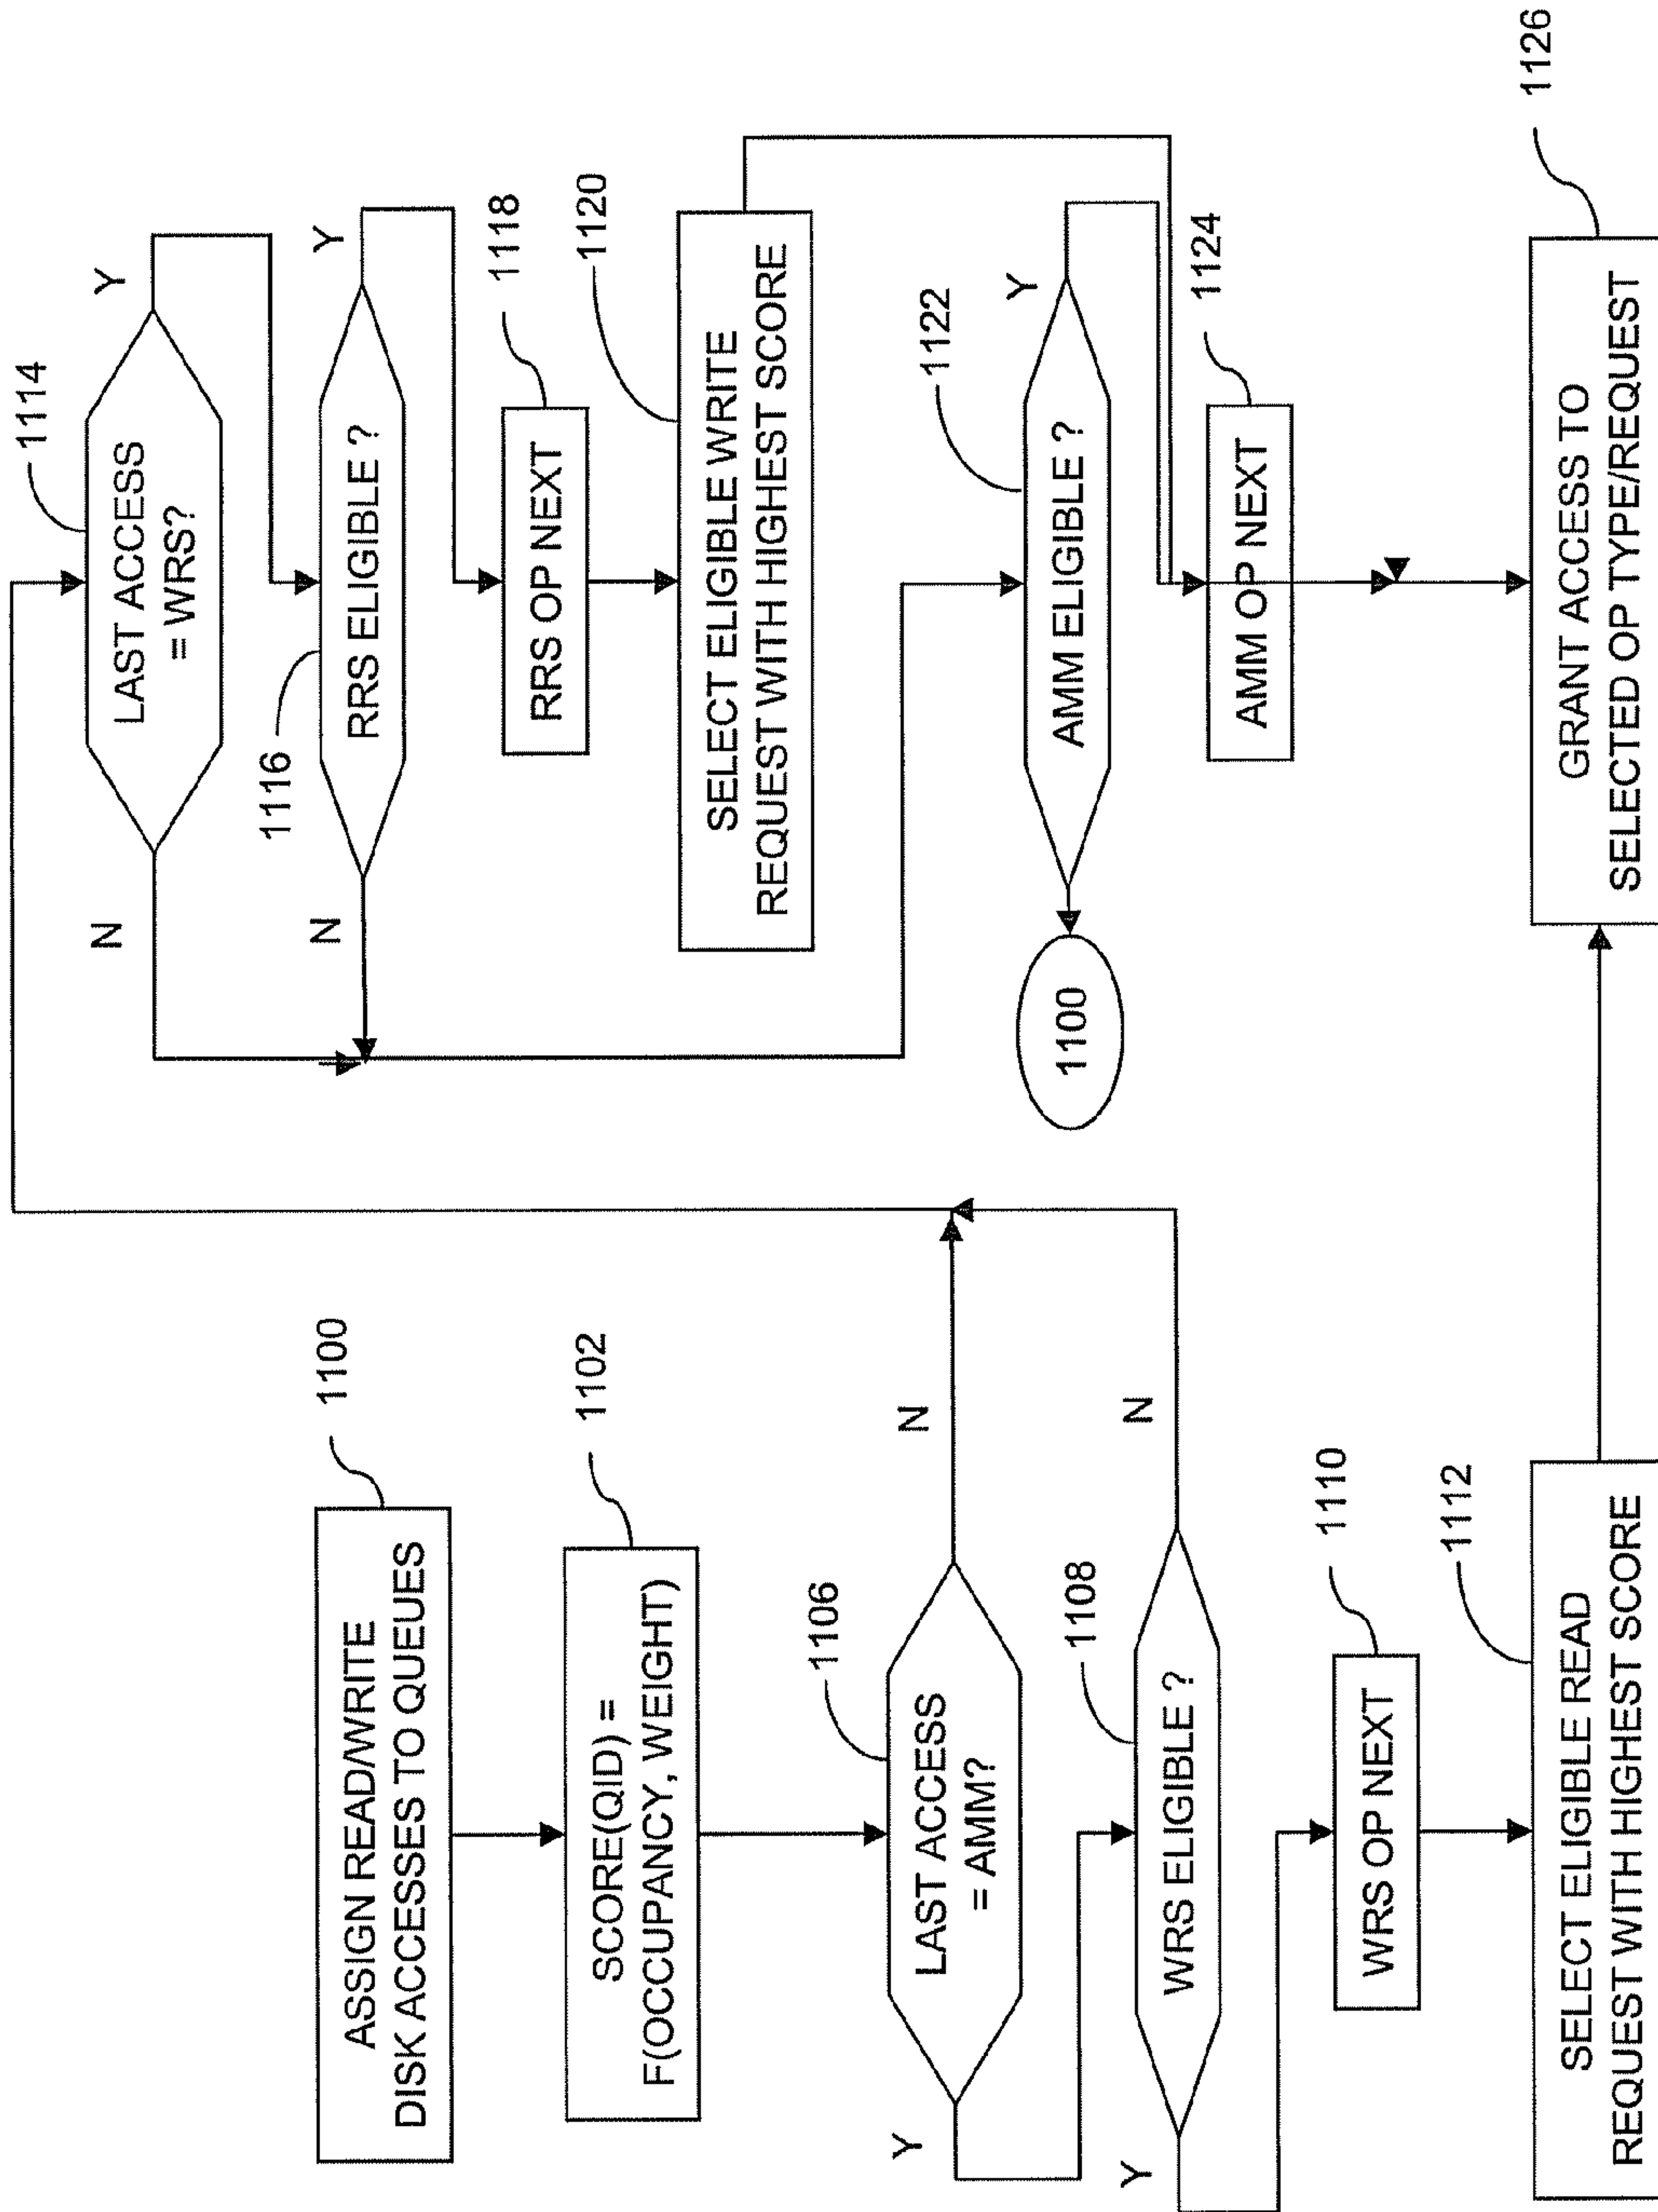 ASSIGN READ/WRITE
DISK ACCESSES TO QUEUES
1100
SCORE(QID) =
F(OCCUPANCY, WEIGHT)
1102
LAST ACCESS
= AMM?
1106
Y
N
WRS ELIGIBLE ?
1108
Y
N
WRS OP NEXT
1110
SELECT ELIGIBLE READ
REQUEST WITH HIGHEST SCORE
1112
LAST ACCESS
= WRS?
1114
N
Y
RRS ELIGIBLE ?
1116
N
Y
RRS OP NEXT
1118
SELECT ELIGIBLE WRITE
REQUEST WITH HIGHEST SCORE
1120
AMM ELIGIBLE ?
1122
Y
1100
AMM OP NEXT
1124
GRANT ACCESS TO
SELECTED OP TYPE/REQUEST
1126